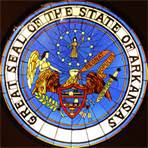 GREAT SEAL OF THE STATE OF ARKANSAS